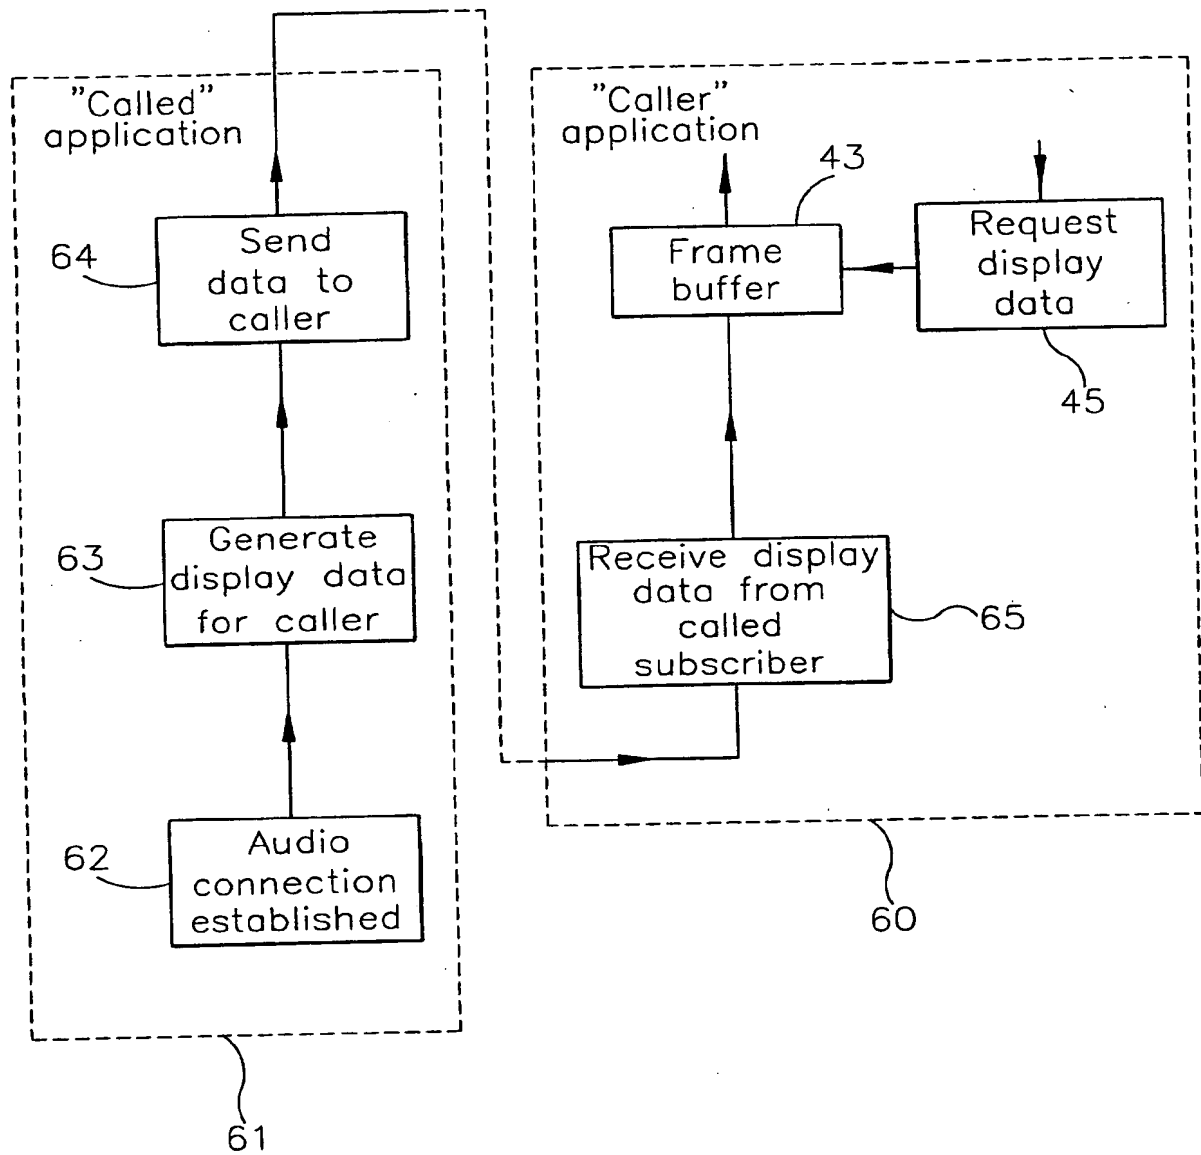 "Called"
application
64
Send
data to
caller
63
Generate
display data
for caller
62
Audio
connection
established
61
"Caller"
application
43
Frame
buffer
Request
display
data
45
Receive display
data from
called
subscriber
65
60